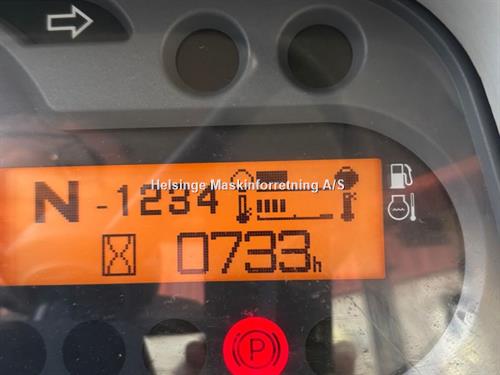 Helsinge Maskinforretning A/S
N -1234
0733h
P